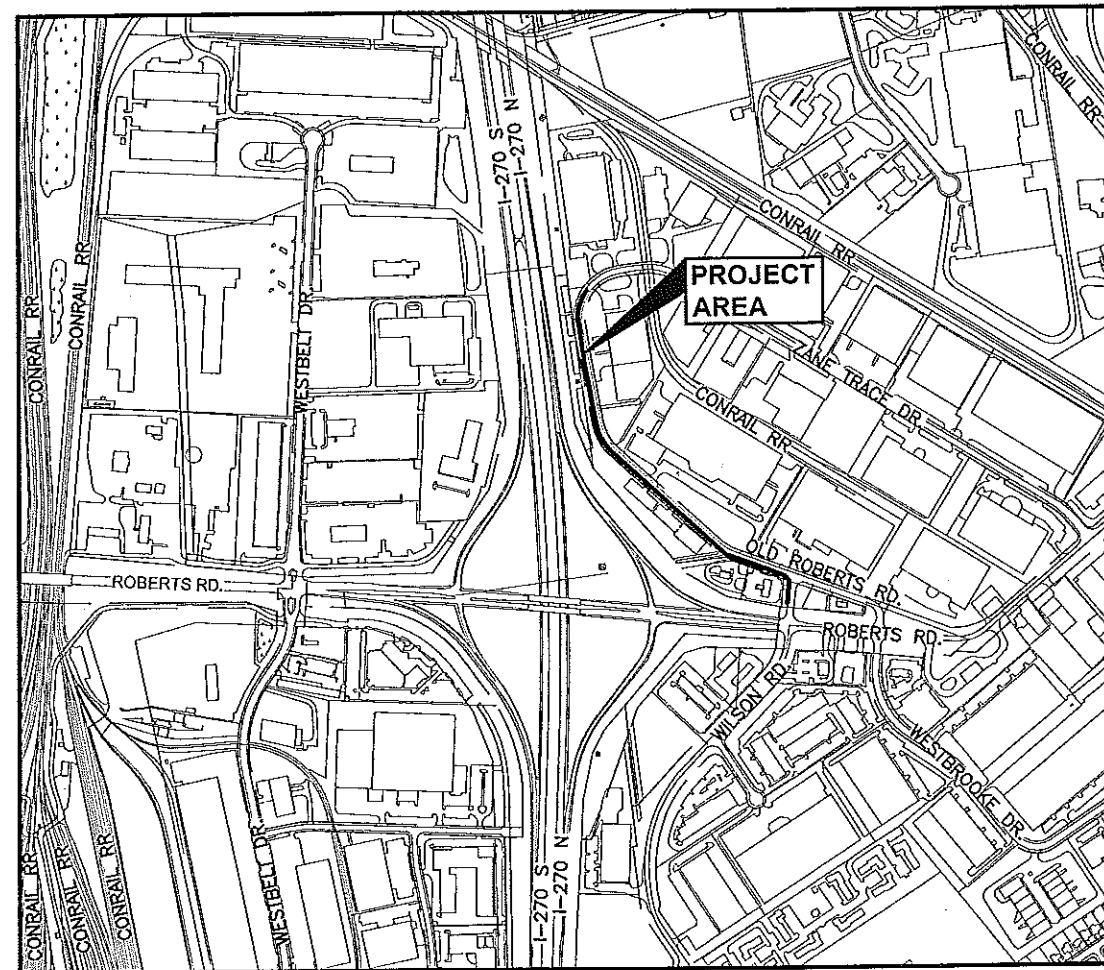 CONRAIL RR
I-270 S
I-270 N
CONRAIL RR
CONRAIL RR
CONRAIL RR
WESTBELT DR.
PROJECT
AREA
CONRAIL RR
ZANE TRACE DR.
CONRAIL RR
OLD ROBERTS RD.
ROBERTS RD.
ROBERTS RD.
WILSON RD.
WESTBROOKE DR.
WESTBELT DR.
I-270 S
I-270 N
CONRAIL RR
CONRAIL RR
CONRAIL RR